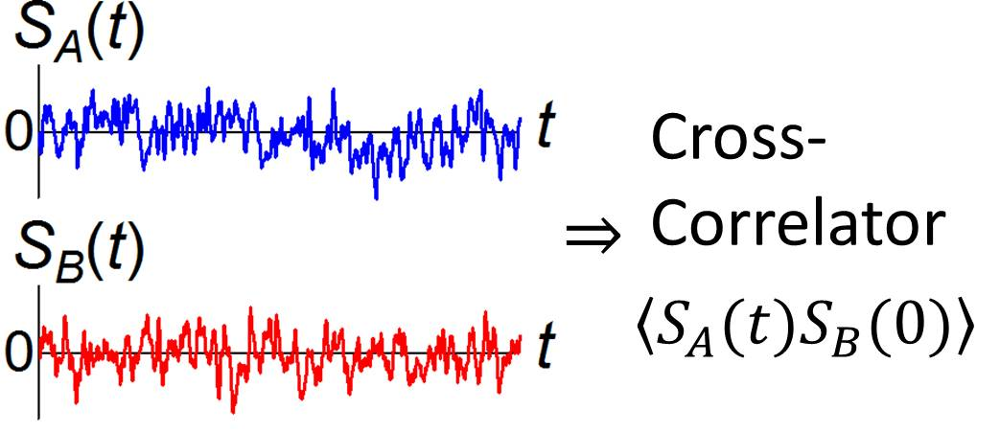 S_A(t)
0
t
S_B(t)
0
t
⇒
Cross-
Correlator
⟨S_A(t)S_B(0)⟩